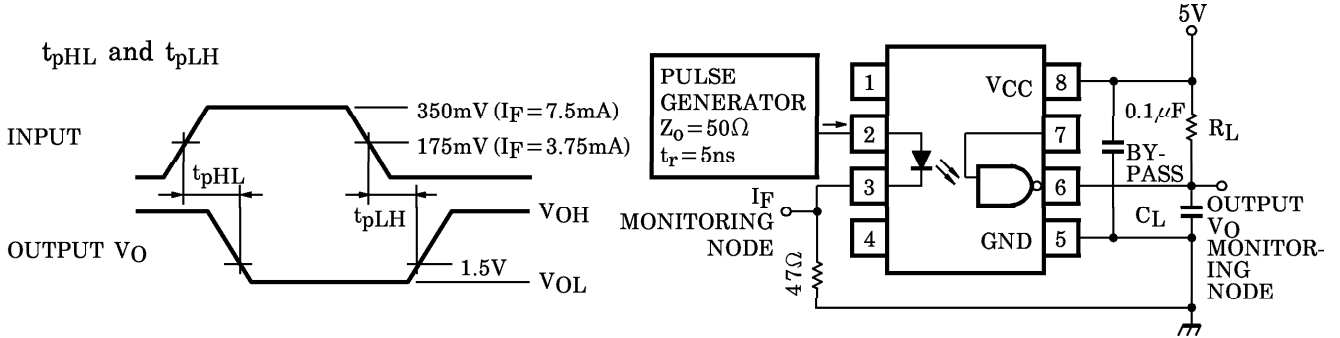 tpHL and tpLH
INPUT
350mV (IF=7.5mA)
175mV (IF=3.75mA)
tpHL
tpLH
OUTPUT VO
VOH
1.5V
VOL
PULSE
GENERATOR
Zo=50Ω
tr=5ns
IF
MONITORING
NODE
47Ω
1
2
3
4
VCC
GND
8
7
6
5
5V
0.1μF
BY-
PASS
RL
CL
OUTPUT
VO
MONITOR-
ING
NODE